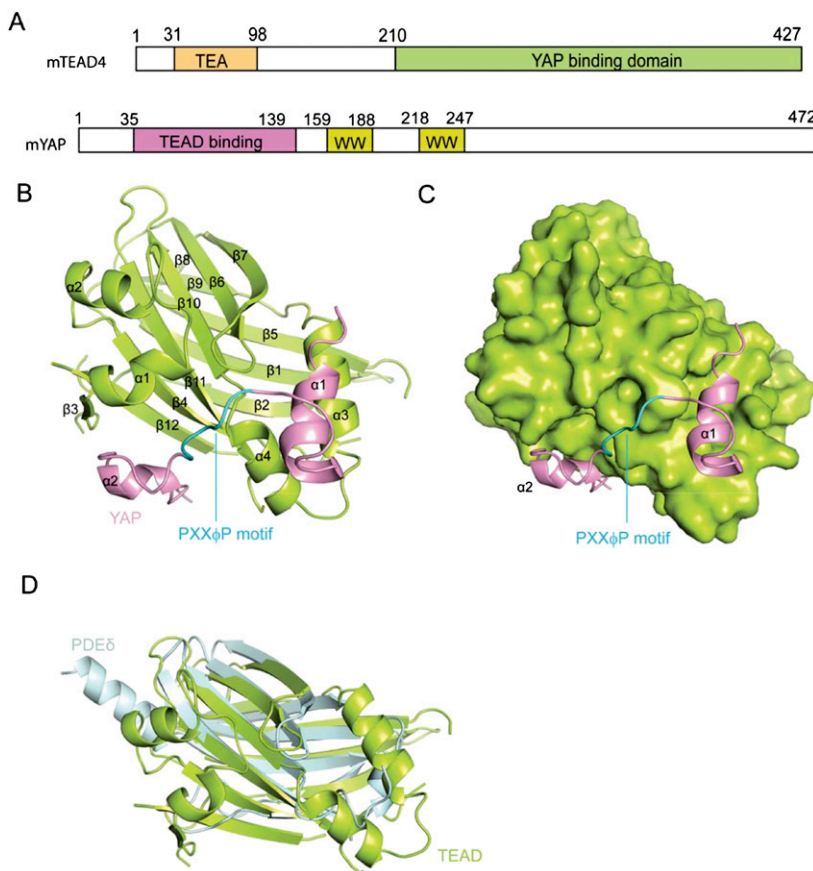 A
1 31 98 210 427
mTEAD4 TEA YAP binding domain
1 35 139 159 188 218 247 472
mYAP TEAD binding WW WW
B
β7
β8
β6
α2
β9
β10
β5
α1
β1
β11
α1
β3
β4
β2
α3
β12
α4
α2
YAP
PXXϕP motif
C
α1
α2
PXXϕP motif
D
PDEδ
TEAD